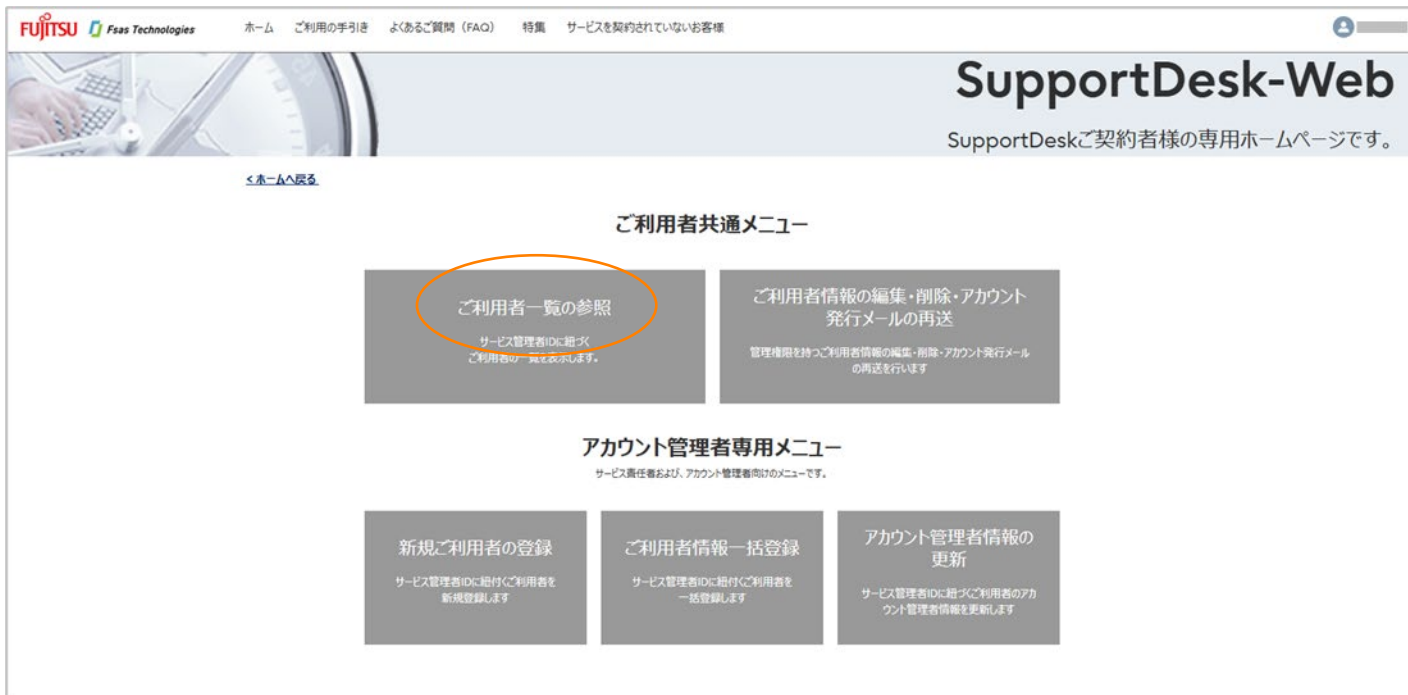 FUJITSU Fsas Technologies ホーム ご利用の手引き よくあるご質問（FAQ） 特集 サービスを契約されていないお客様
SupportDesk-Web
SupportDeskご契約者様の専用ホームページです。
< ホームへ戻る
ご利用者共通メニュー
ご利用者一覧の参照
サービス管理者IDに紐づく
ご利用者の一覧を表示します。
ご利用者情報の編集・削除・アカウント
発行メールの再送
管理権限を持つご利用者情報の編集・削除・アカウント発行メール
の再送を行います
アカウント管理者専用メニュー
サービス責任者および、アカウント管理者向けのメニューです。
新規ご利用者の登録
サービス管理者IDに紐付くご利用者を
新規登録します
ご利用者情報一括登録
サービス管理者IDに紐付くご利用者を
一括登録します
アカウント管理者情報の
更新
サービス管理者IDに紐づくご利用者のアカ
ウント管理者情報を更新します